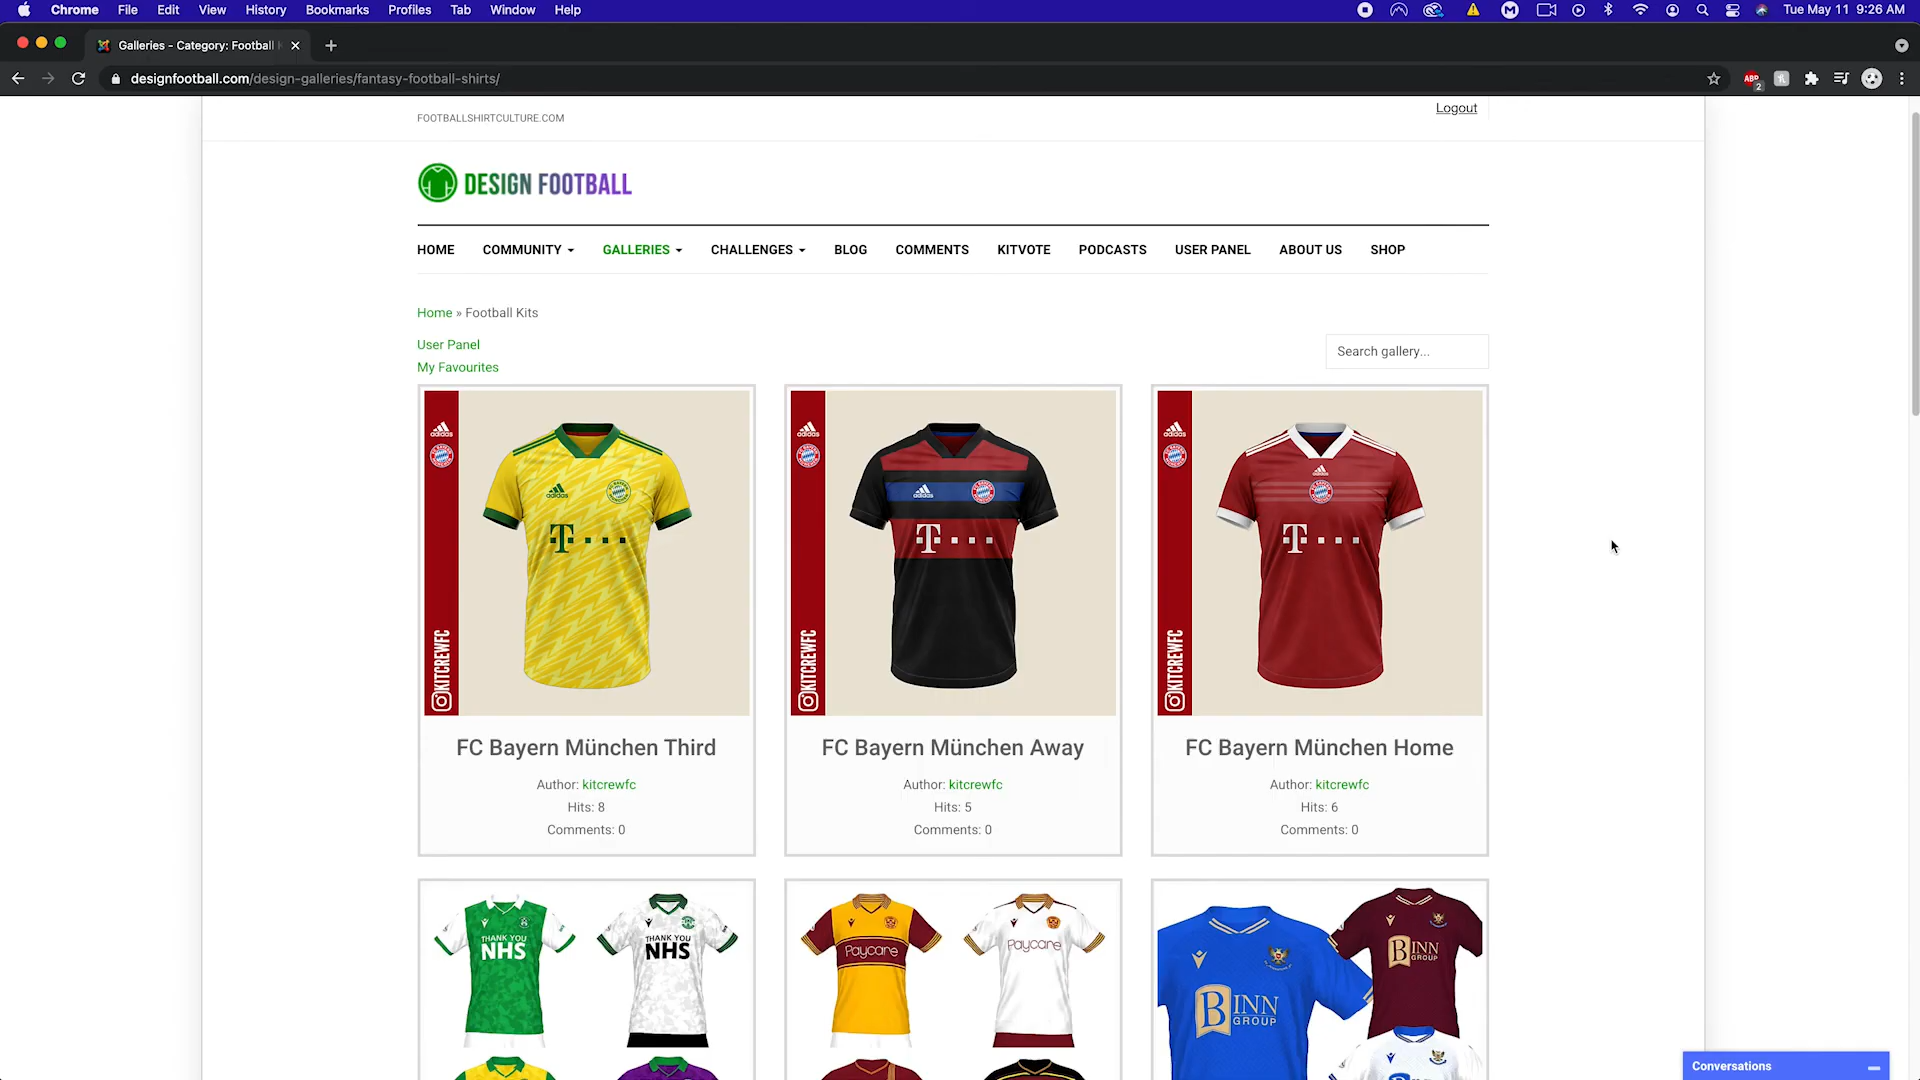 Chrome File Edit View History Bookmarks Profiles Tab Window Help
Tue May 11 9:26 AM
Galleries - Category: Football
designfootball.com/design-galleries/fantasy-football-shirts/
ABP
2
FOOTBALLSHIRTCULTURE.COM
Logout
DESIGN FOOTBALL
HOME COMMUNITY GALLERIES CHALLENGES BLOG COMMENTS KITVOTE PODCASTS USER PANEL ABOUT US SHOP
Home » Football Kits
User Panel
My Favourites
Search gallery...
adidas
adidas
T
KITCREWFC
adidas
adidas
T
KITCREWFC
adidas
adidas
T
KITCREWFC
FC Bayern München Third
Author: kitcrewfc
Hits: 8
Comments: 0
FC Bayern München Away
Author: kitcrewfc
Hits: 5
Comments: 0
FC Bayern München Home
Author: kitcrewfc
Hits: 6
Comments: 0
THANK YOU
NHS
THANK YOU
NHS
Paycare
Paycare
BINN
GROUP
BINN
GROUP
Conversations